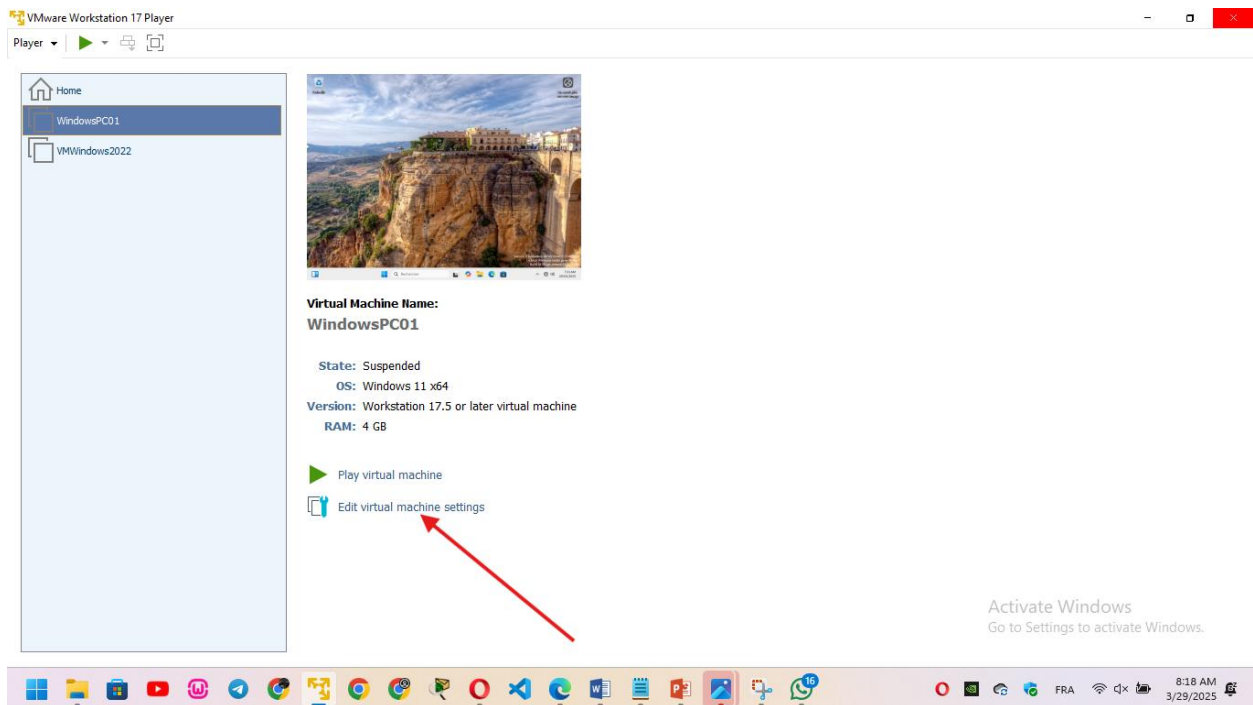 VMware Workstation 17 Player
Player
Home
WindowsPC01
VMWindows2022
Virtual Machine Name:
WindowsPC01
State: Suspended
OS: Windows 11 x64
Version: Workstation 17.5 or later virtual machine
RAM: 4 GB
Play virtual machine
Edit virtual machine settings
Activate Windows
Go to Settings to activate Windows.
16
FRA
8:18 AM
3/29/2025